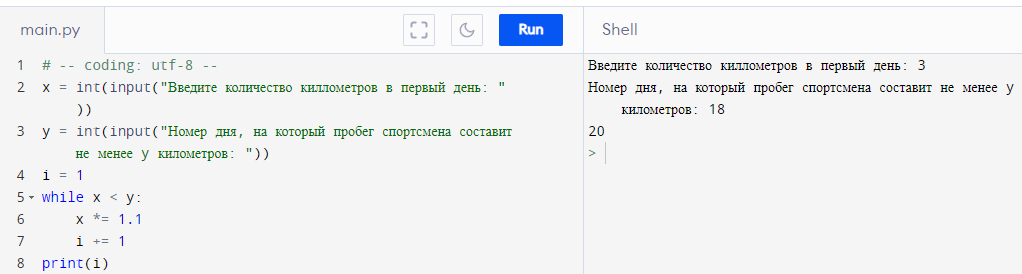 main.py
Run
Shell
1 # -- coding: utf-8 --
2 x = int(input("Введите количество киллометров в первый день: "
))
3 y = int(input("Номер дня, на который пробег спортсмена составит
не менее y километров: "))
4 i = 1
5 while x < y:
6 x *= 1.1
7 i += 1
8 print(i)
Введите количество киллометров в первый день: 3
Номер дня, на который пробег спортсмена составит не менее y
километров: 18
20
>